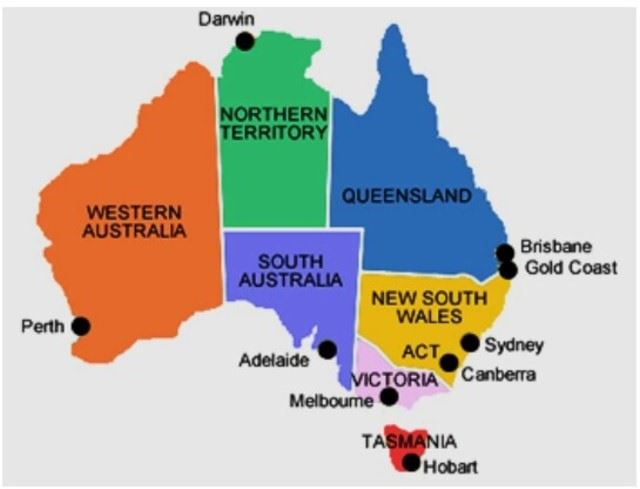 Darwin
NORTHERN
TERRITORY
QUEENSLAND
WESTERN
AUSTRALIA
Brisbane
SOUTH
AUSTRALIA
Gold Coast
NEW SOUTH
WALES
Perth
Sydney
ACT
Adelaide
Canberra
VICTORIA
Melbourne
TASMANIA
Hobart